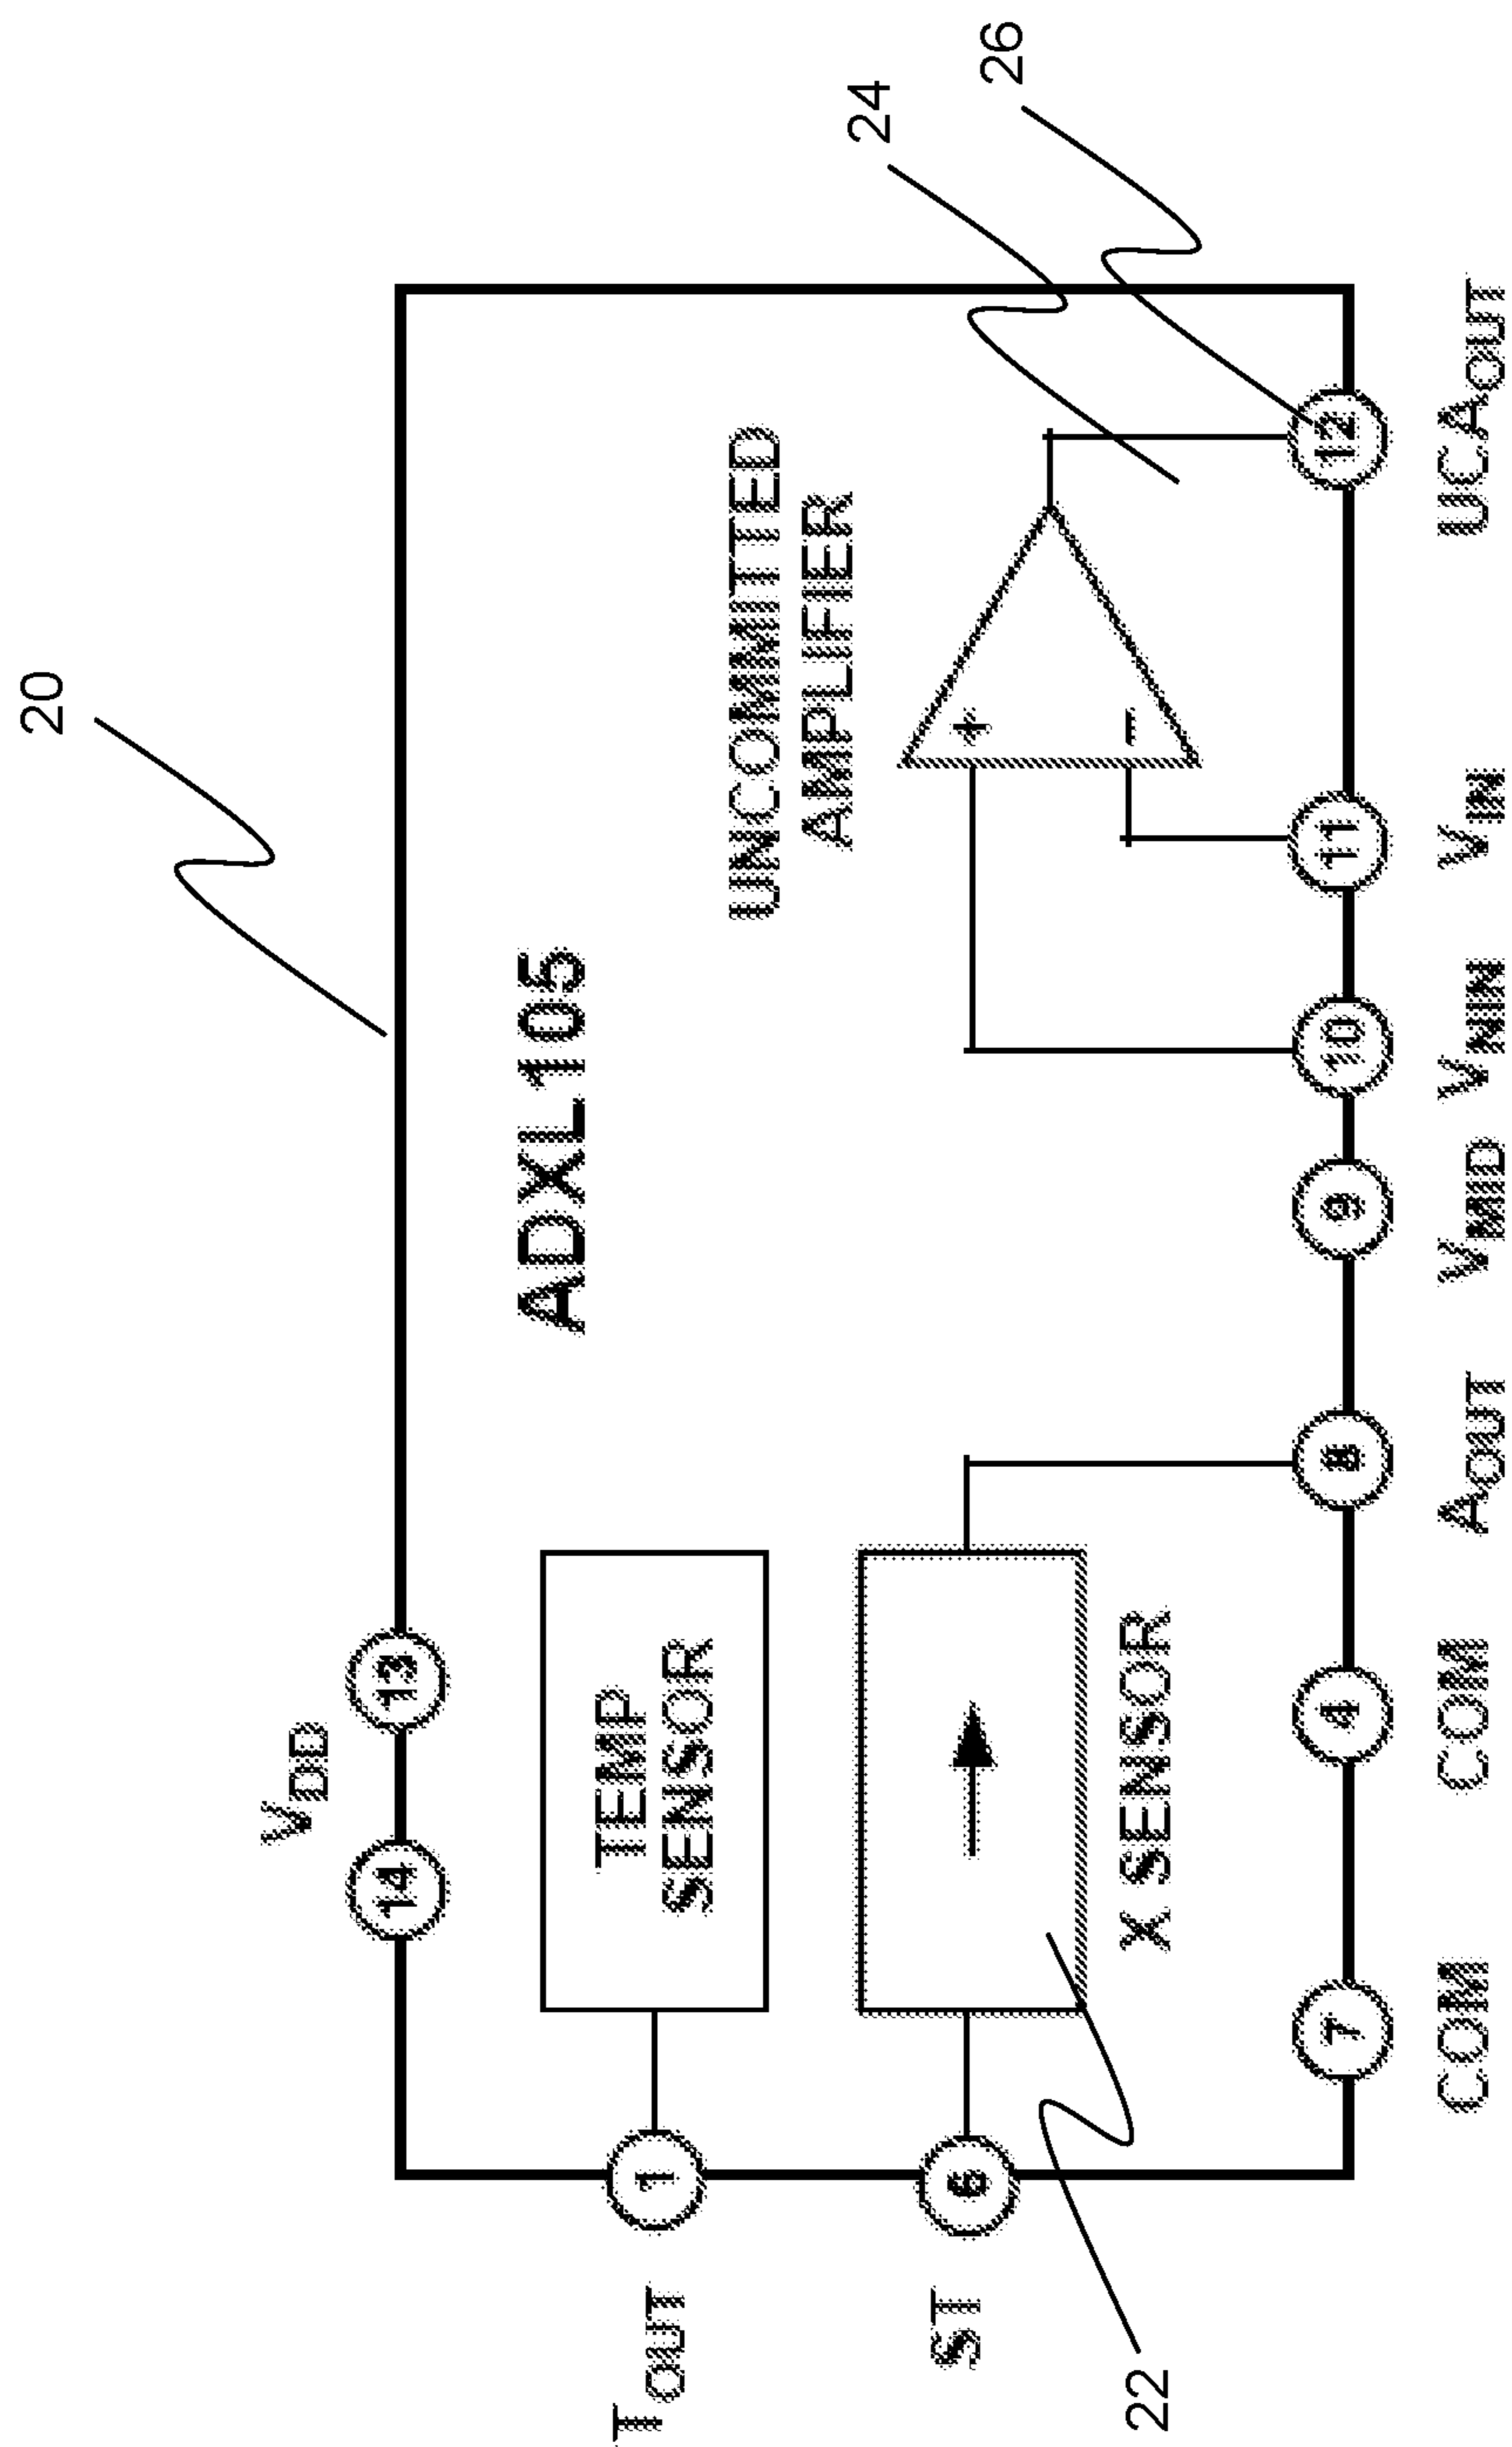 20
24
26
V_DD
14
13
ADXL105
TEMP
SENSOR
UNCOMMITTED
AMPLIFIER
T_OUT
1
+
−
ST
6
X SENSOR
22
7
4
8
9
10
11
12
COM
COM
A_OUT
V_MID
V_NIN
V_IN
UCA_OUT